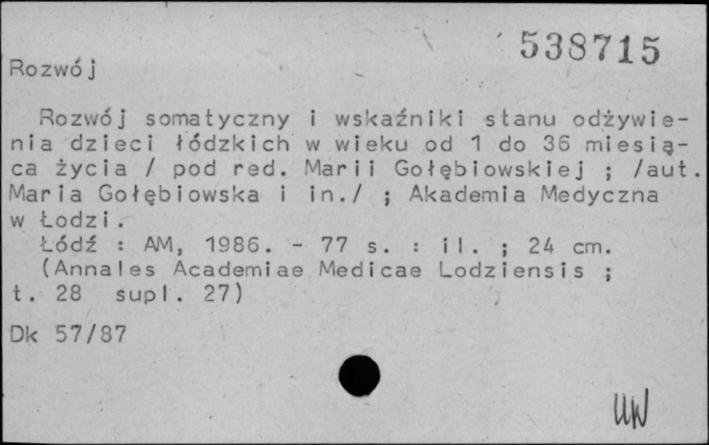 538715
Rozwój
Rozwój somatyczny i wskaźniki stanu odżywie-
nia dzieci łódzkich w wieku od 1 do 36 miesią-
ca życia / pod red. Marii Gołębiowskiej ; /aut.
Maria Gołębiowska i in./ ; Akademia Medyczna
w Łodzi.
Łódź : AM, 1986. - 77 s. : il. ; 24 cm.
(Annales Academiae Medicae Lodziensis ;
t. 28 supl. 27)
Dk 57/87
UW